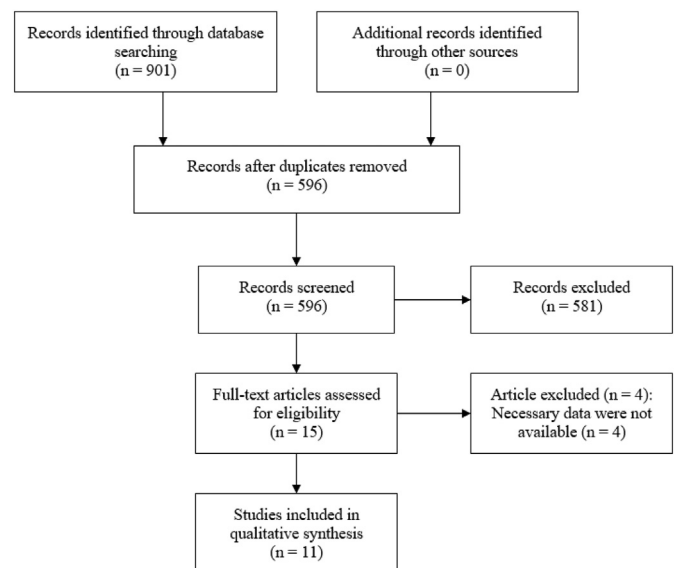 Records identified through database
searching
(n = 901)
Additional records identified
through other sources
(n = 0)
Records after duplicates removed
(n = 596)
Records screened
(n = 596)
Records excluded
(n = 581)
Full-text articles assessed
for eligibility
(n = 15)
Article excluded (n = 4):
Necessary data were not
available (n = 4)
Studies included in
qualitative synthesis
(n = 11)